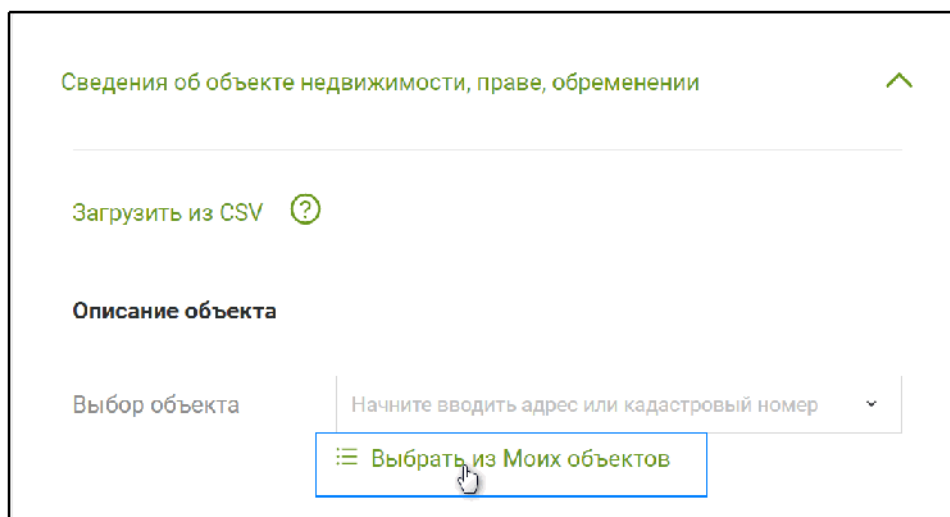 Сведения об объекте недвижимости, праве, обременении
Загрузить из CSV ?
Описание объекта
Выбор объекта Начните вводить адрес или кадастровый номер
Выбрать из Моих объектов